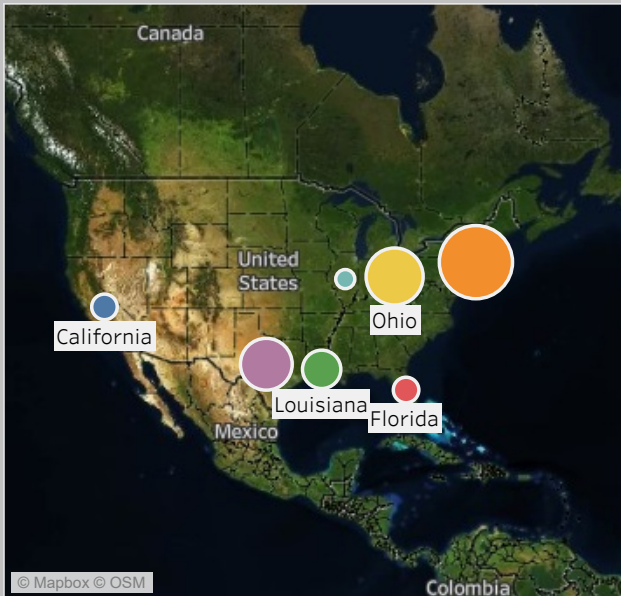 Canada
United
States
Ohio
California
Louisiana
Florida
Mexico
© Mapbox © OSM
Colombia